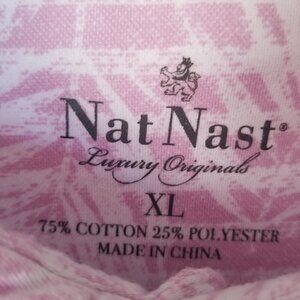 Nat Nast®
Luxury Originals
XL
75% COTTON 25% POLYESTER
MADE IN CHINA